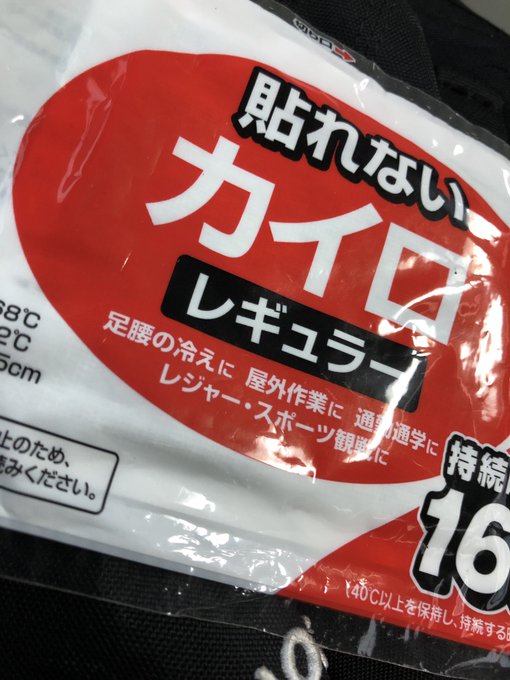 貼れない
カイロ
レギュラー
足腰の冷えに 屋外作業に 通勤通学に
レジャー・スポーツ観戦に
68℃
2℃
5cm
止のため、
読みください。
持続
16
(40℃以上を保持し、持続する